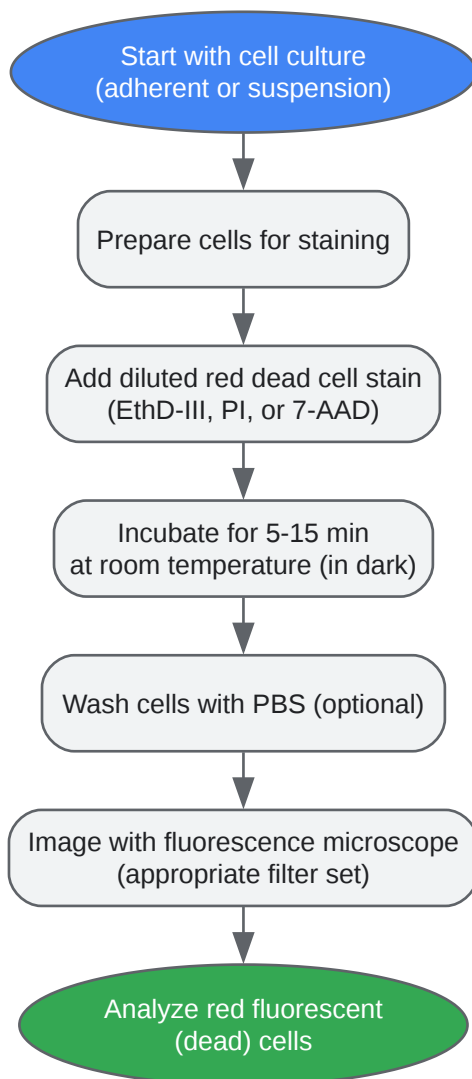 Start with cell culture
(adherent or suspension)
Prepare cells for staining
Add diluted red dead cell stain
(EthD-III, PI, or 7-AAD)
Incubate for 5-15 min
at room temperature (in dark)
Wash cells with PBS (optional)
Image with fluorescence microscope
(appropriate filter set)
Analyze red fluorescent
(dead) cells